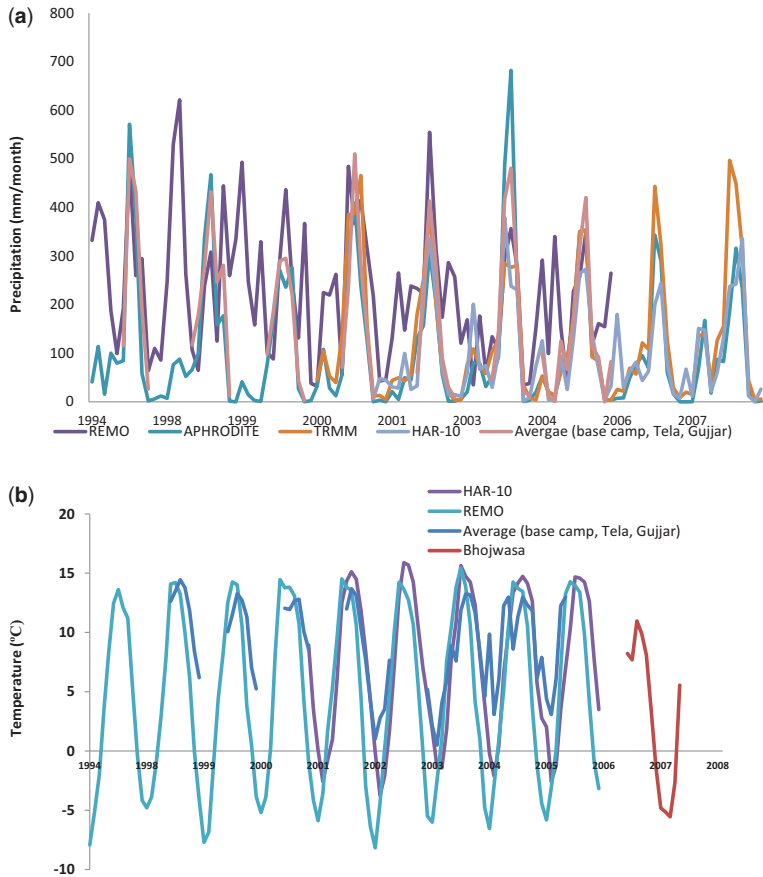 (a)
Precipitation (mm/month)
800
700
600
500
400
300
200
100
0
1994 1998 1999 2000 2001 2003 2004 2006 2007
REMO APHRODITE TRMM HAR-10 Avergae (base camp, Tela, Gujjar)
(b)
HAR-10
REMO
Average (base camp, Tela, Gujjar)
Bhojwasa
Temperature (°C)
20
15
10
5
0
-5
-10
1994 1998 1999 2000 2001 2002 2003 2004 2005 2006 2007 2008